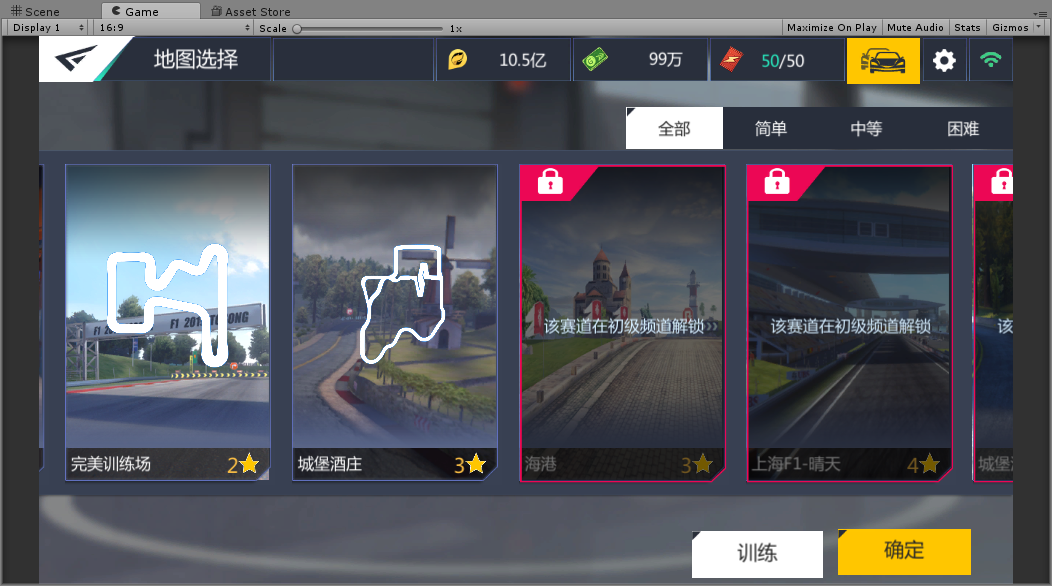 Scene
Game
Asset Store
Display 1
16:9
Scale
1x
Maximize On Play
Mute Audio
Stats
Gizmos
地图选择
10.5亿
99万
50/50
全部
简单
中等
困难
该赛道在初级频道解锁
该赛道在初级频道解锁
该
完美训练场
2
城堡酒庄
3
海港
3
上海F1-晴天
4
城堡
训练
确定